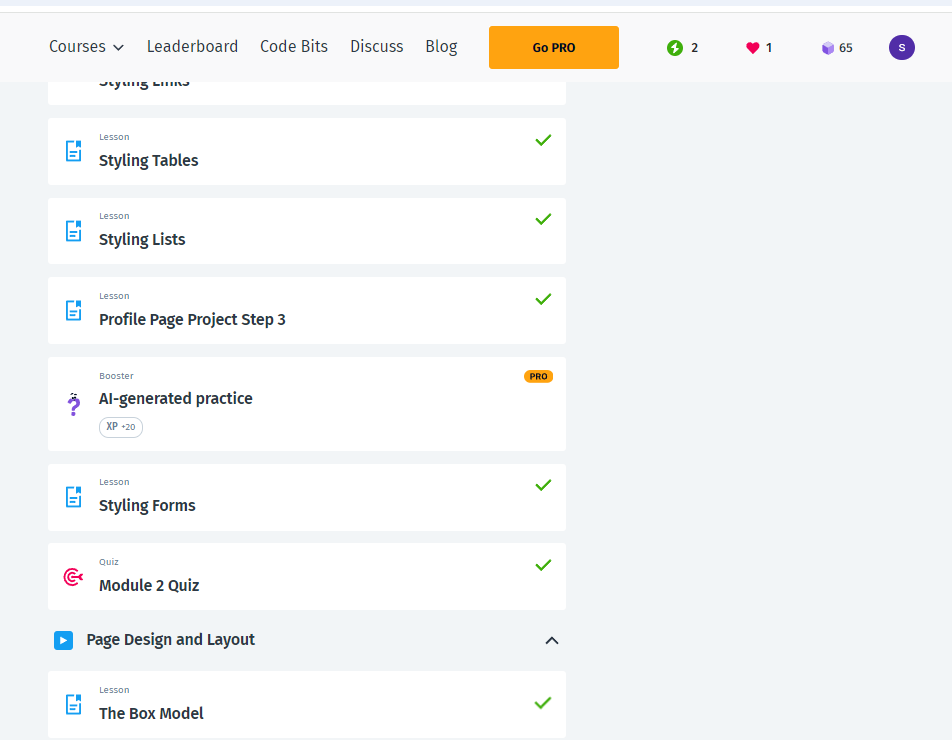 Courses Leaderboard Code Bits Discuss Blog Go PRO 2 1 65 S
Styling Links
Lesson
Styling Tables
Lesson
Styling Lists
Lesson
Profile Page Project Step 3
Booster PRO
AI-generated practice
XP +20
Lesson
Styling Forms
Quiz
Module 2 Quiz
Page Design and Layout
Lesson
The Box Model